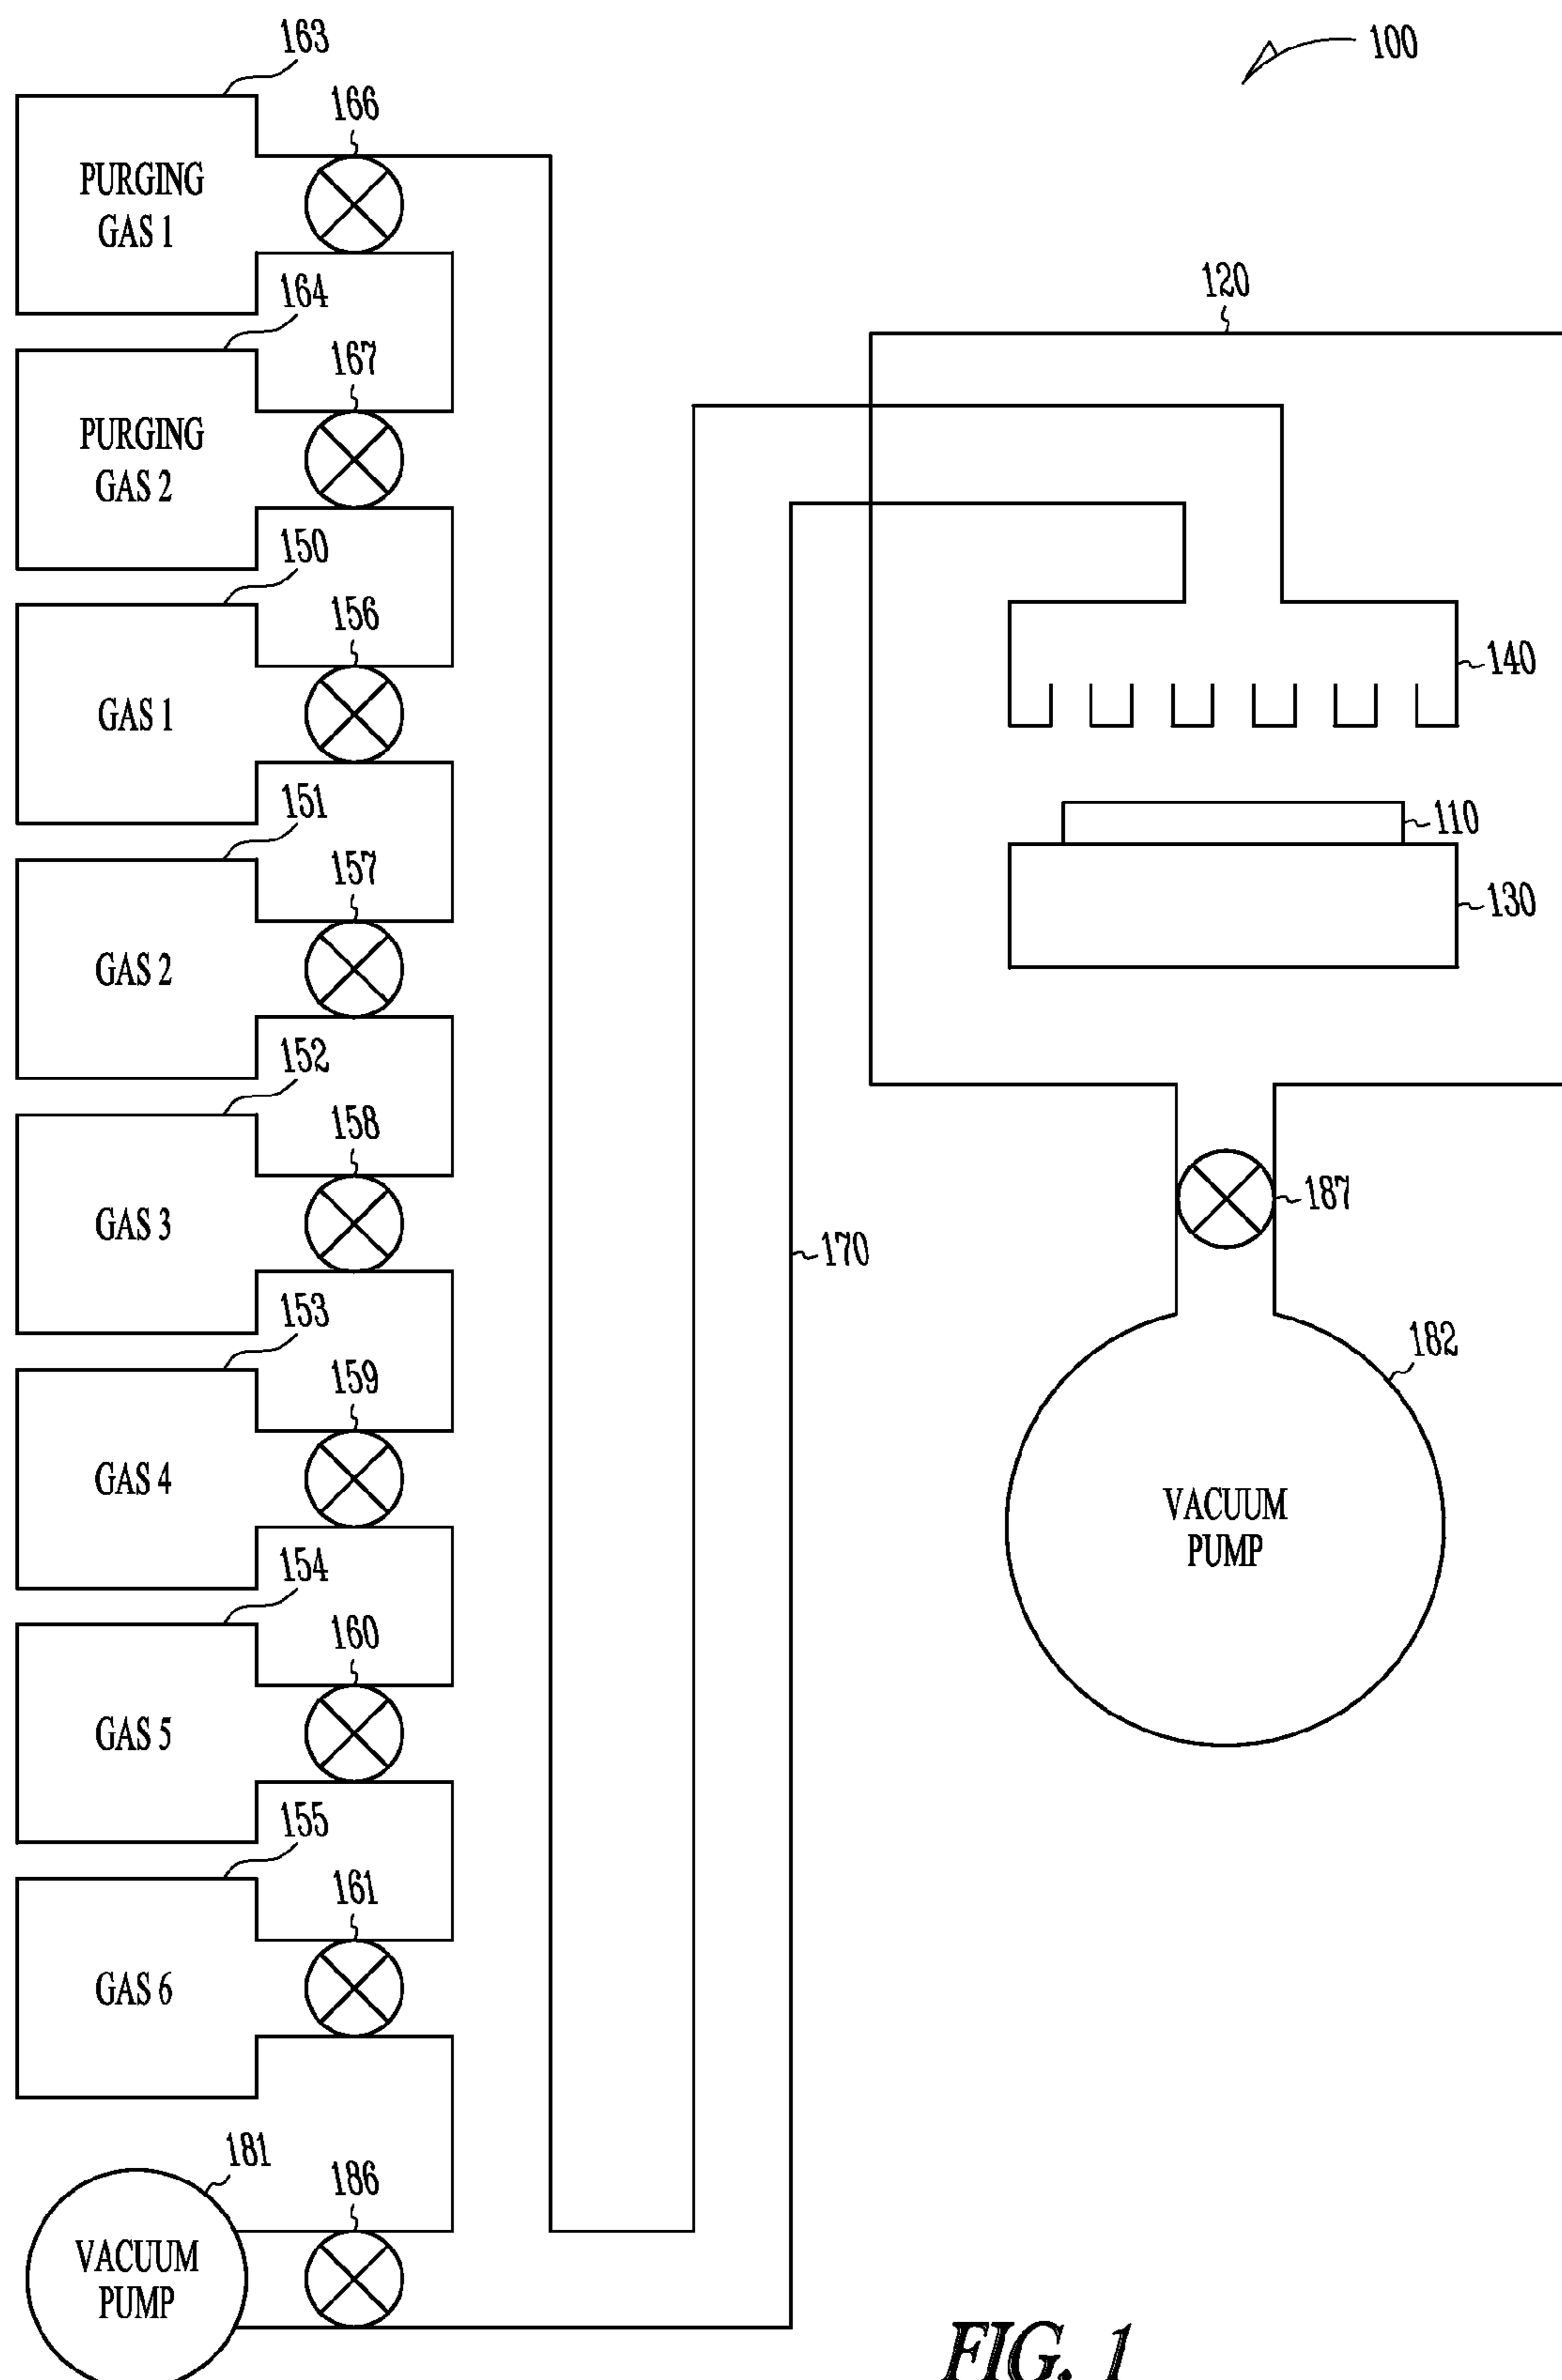 163
100
166
PURGING
GAS 1
164
120
167
PURGING
GAS 2
150
156
140
GAS 1
151
110
157
130
GAS 2
152
158
187
GAS 3
170
153
182
159
GAS 4
VACUUM
PUMP
154
160
GAS 5
155
161
GAS 6
181
186
VACUUM
PUMP
FIG. 1